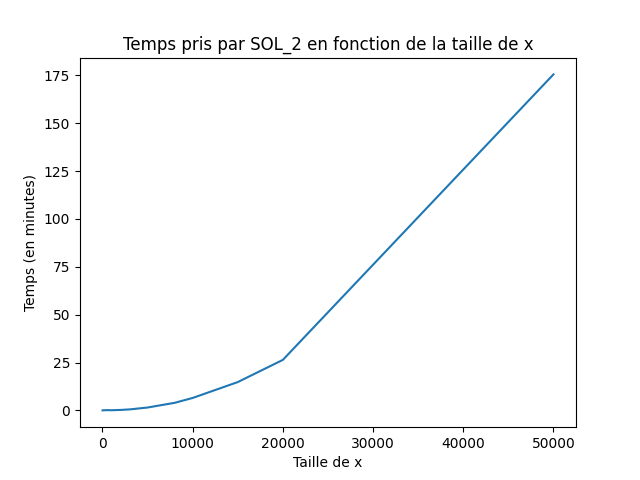 Temps pris par SOL_2 en fonction de la taille de x
Temps (en minutes)
175
150
125
100
75
50
25
0
0 10000 20000 30000 40000 50000
Taille de x